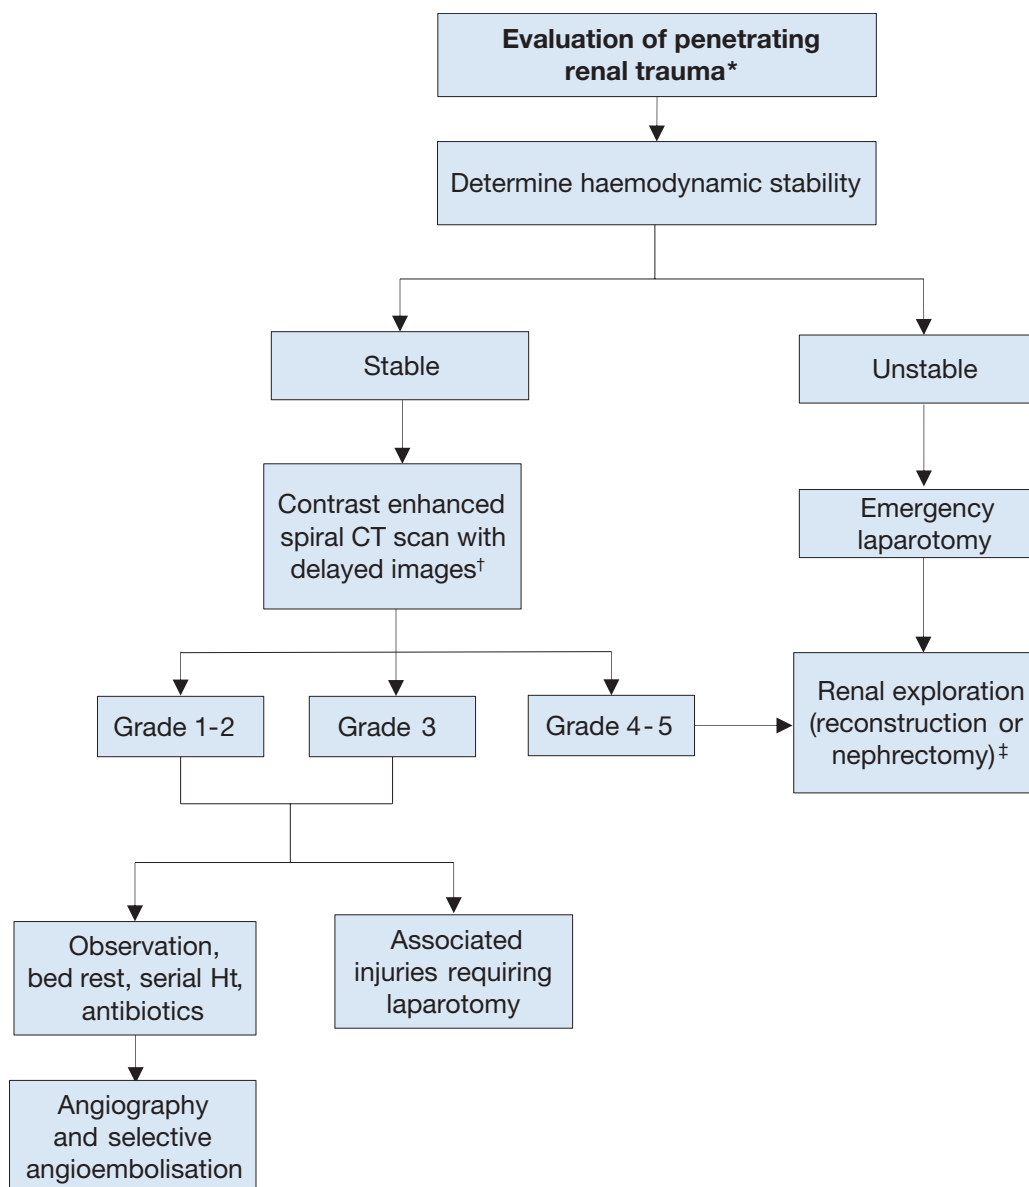 Evaluation of penetrating
renal trauma*
Determine haemodynamic stability
Stable
Unstable
Contrast enhanced
spiral CT scan with
delayed images†
Emergency
laparotomy
Grade 1-2
Grade 3
Grade 4-5
Renal exploration
(reconstruction or
nephrectomy)‡
Observation,
bed rest, serial Ht,
antibiotics
Associated
injuries requiring
laparotomy
Angiography
and selective
angioembolisation